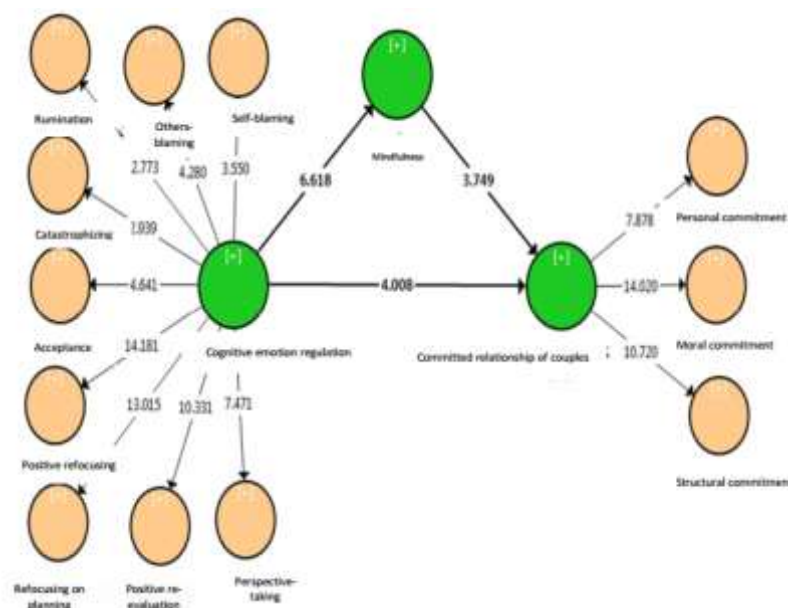 [+]
[+]
[+]
[+]
Rumination
Others-
blaming
Self-blaming
Mindfulness
2.773
4.280
3.550
6.618
3.749
7.878
Personal commitment
Catastrophizing
[+]
[+]
4.641
4.008
14.020
Acceptance
Cognitive emotion regulation
Committed relationship of couples
Moral commitment
14.181
10.720
13.015
10.331
7.471
Positive refocusing
Structural commitmen
Refocusing on
planning
Positive re-
evaluation
Perspective-
taking